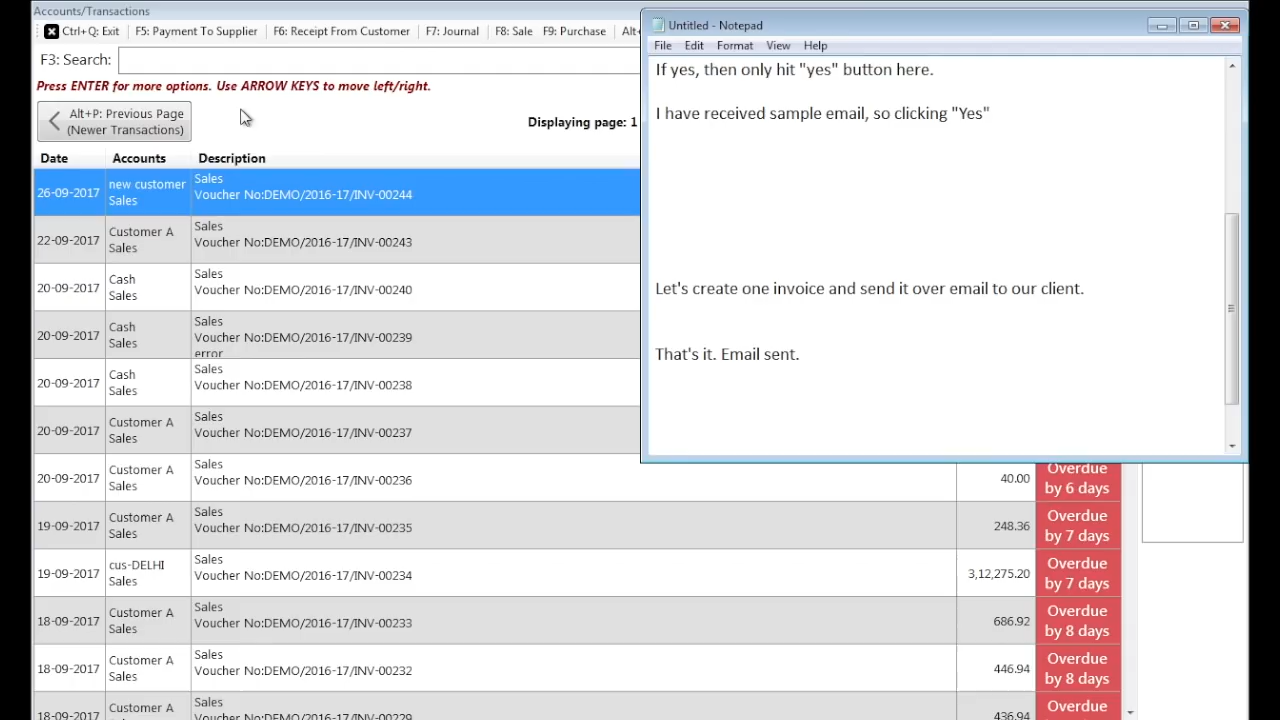 Accounts/Transactions
Ctrl+Q: Exit F5: Payment To Supplier F6: Receipt From Customer F7: Journal F8: Sale F9: Purchase Alt+
F3: Search:
Press ENTER for more options. Use ARROW KEYS to move left/right.
Alt+P: Previous Page
(Newer Transactions)
Displaying page: 1
Date Accounts Description
26-09-2017 new customer Sales
Sales Voucher No:DEMO/2016-17/INV-00244
22-09-2017 Customer A Sales
Sales Voucher No:DEMO/2016-17/INV-00243
20-09-2017 Cash Sales
Sales Voucher No:DEMO/2016-17/INV-00240
20-09-2017 Cash Sales
Sales Voucher No:DEMO/2016-17/INV-00239
error
20-09-2017 Cash Sales
Sales Voucher No:DEMO/2016-17/INV-00238
20-09-2017 Customer A Sales
Sales Voucher No:DEMO/2016-17/INV-00237
20-09-2017 Customer A Sales 40.00 Overdue
Sales Voucher No:DEMO/2016-17/INV-00236 by 6 days
19-09-2017 Customer A Sales 248.36 Overdue
Sales Voucher No:DEMO/2016-17/INV-00235 by 7 days
19-09-2017 cus-DELHI Sales 3,12,275.20 Overdue
Sales Voucher No:DEMO/2016-17/INV-00234 by 7 days
18-09-2017 Customer A Sales 686.92 Overdue
Sales Voucher No:DEMO/2016-17/INV-00233 by 8 days
18-09-2017 Customer A Sales 446.94 Overdue
Sales Voucher No:DEMO/2016-17/INV-00232 by 8 days
18-09-2017 Customer A Sales 436.94 Overdue
Voucher No:DEMO/2016-17/INV-00229
Untitled - Notepad
File Edit Format View Help
If yes, then only hit "yes" button here.
I have received sample email, so clicking "Yes"
Let's create one invoice and send it over email to our client.
That's it. Email sent.